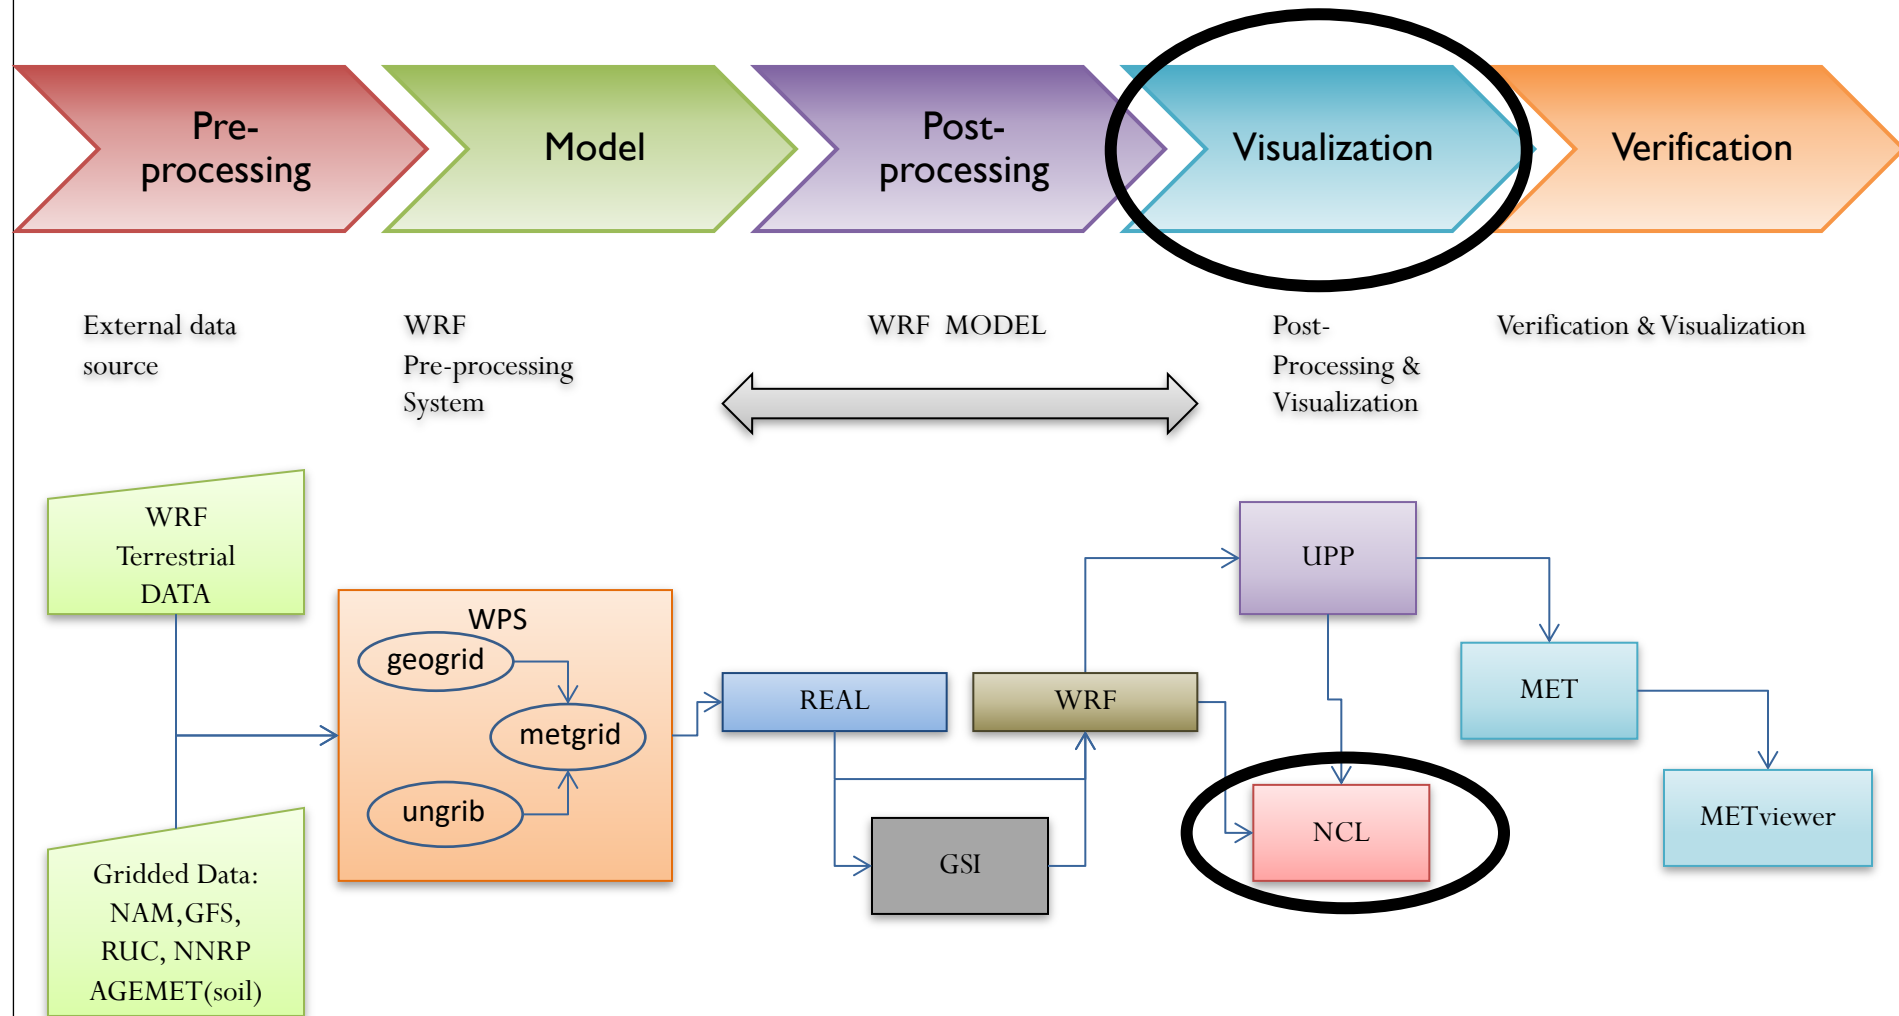 Pre-
processing
Model
Post-
processing
Visualization
Verification
External data
source
WRF
Pre-processing
System
WRF MODEL
Post-
Processing &
Visualization
Verification & Visualization
WRF
Terrestrial
DATA
WPS
geogrid
metgrid
ungrib
Gridded Data:
NAM,GFS,
RUC, NNRP
AGEMET(soil)
REAL
GSI
WRF
UPP
NCL
MET
METviewer